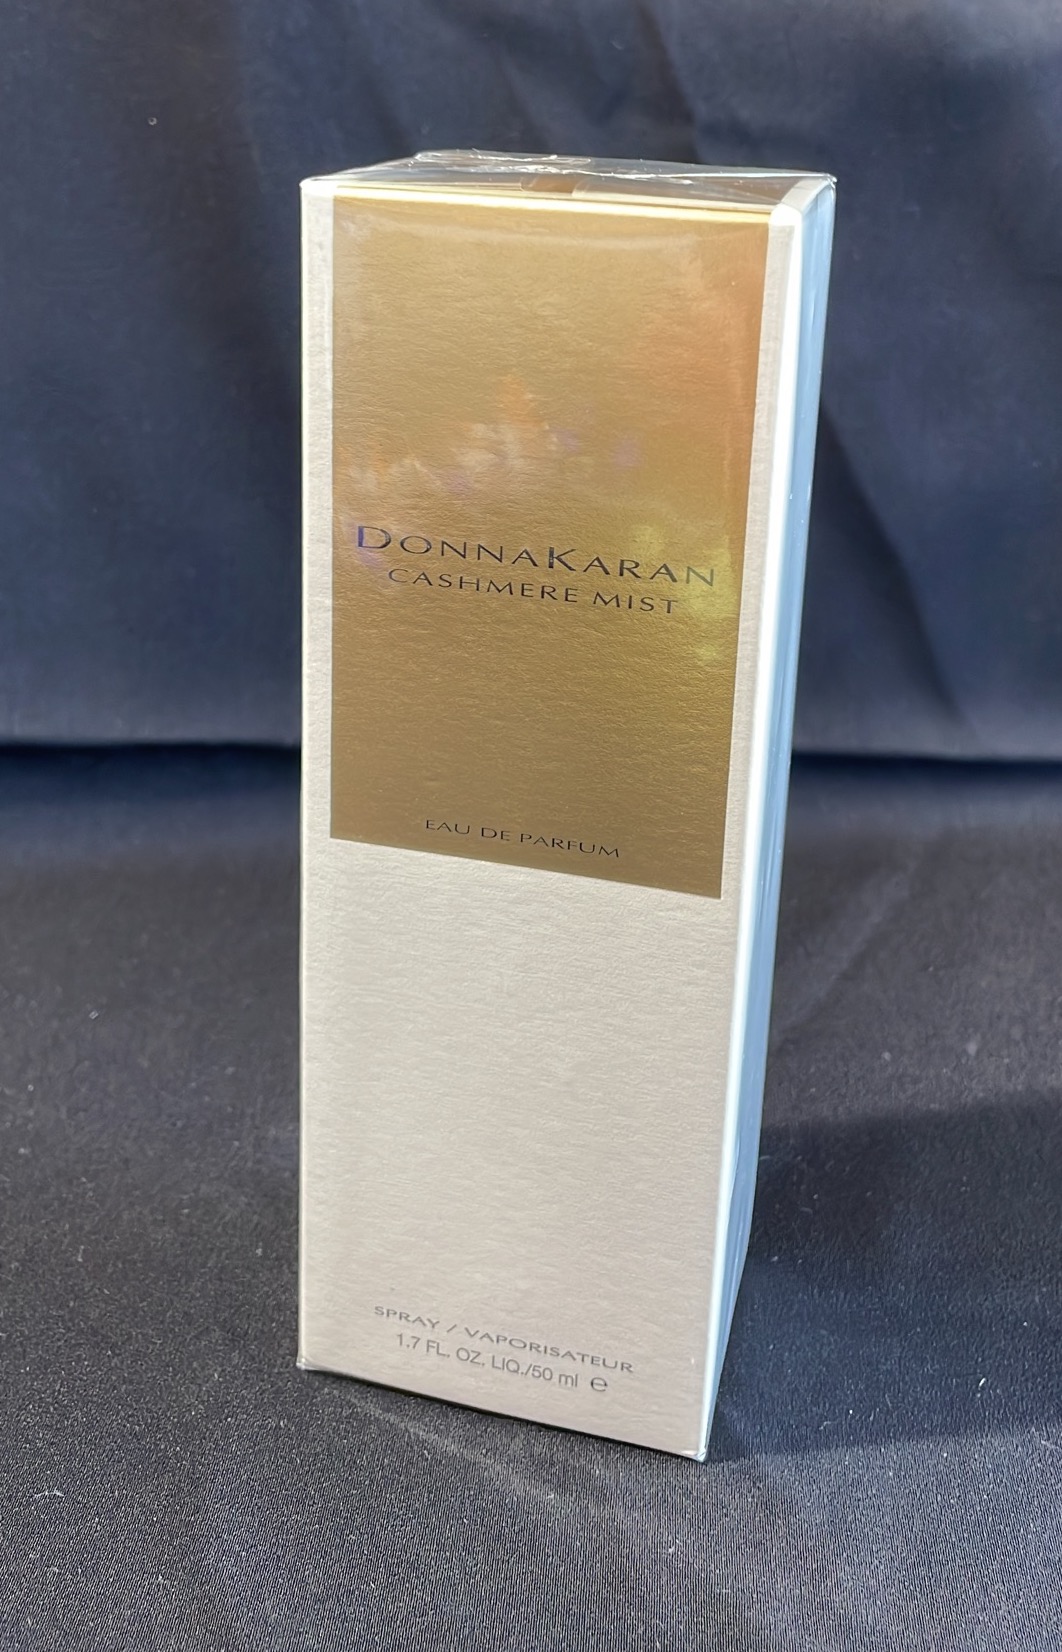 DONNAKARAN
CASHMERE MIST
EAU DE PARFUM
SPRAY / VAPORISATEUR
1.7 FL. OZ. LIQ./50 ml ℮